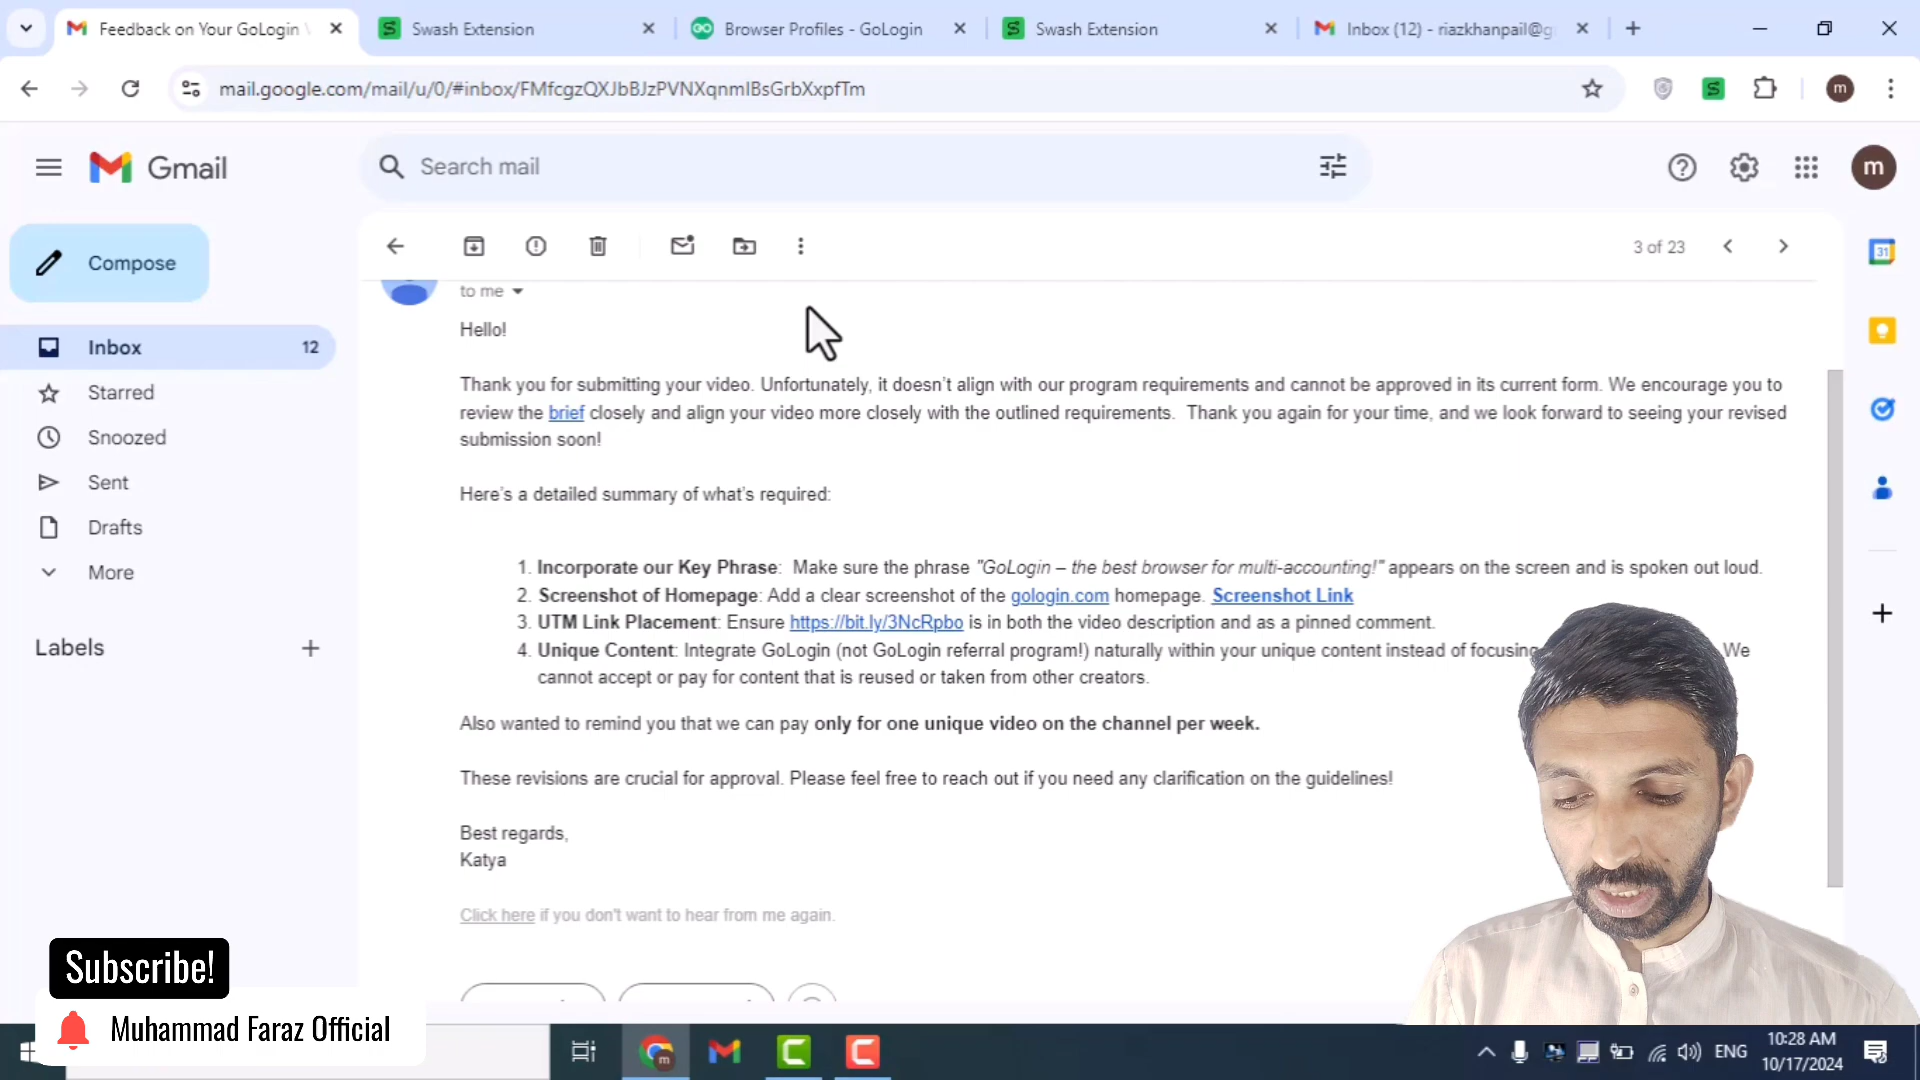 Feedback on Your GoLogin
Swash Extension
Browser Profiles - GoLogin
Swash Extension
Inbox (12) - riazkhanpail@g
mail.google.com/mail/u/0/#inbox/FMfcgzQXJbBJzPVNXqnmIBsGrbXxpfTm
m
Gmail
Search mail
m
Compose
3 of 23
31
to me
Hello!
Inbox 12
Starred
Snoozed
Sent
Drafts
More
Labels
Thank you for submitting your video. Unfortunately, it doesn't align with our program requirements and cannot be approved in its current form. We encourage you to
review the brief closely and align your video more closely with the outlined requirements. Thank you again for your time, and we look forward to seeing your revised
submission soon!
Here's a detailed summary of what's required:
1. Incorporate our Key Phrase: Make sure the phrase "GoLogin – the best browser for multi-accounting!" appears on the screen and is spoken out loud.
2. Screenshot of Homepage: Add a clear screenshot of the gologin.com homepage. Screenshot Link
3. UTM Link Placement: Ensure https://bit.ly/3NcRpbo is in both the video description and as a pinned comment.
4. Unique Content: Integrate GoLogin (not GoLogin referral program!) naturally within your unique content instead of focusing We
cannot accept or pay for content that is reused or taken from other creators.
Also wanted to remind you that we can pay only for one unique video on the channel per week.
These revisions are crucial for approval. Please feel free to reach out if you need any clarification on the guidelines!
Best regards,
Katya
Click here if you don't want to hear from me again.
Subscribe!
Muhammad Faraz Official
ENG
10:28 AM
10/17/2024